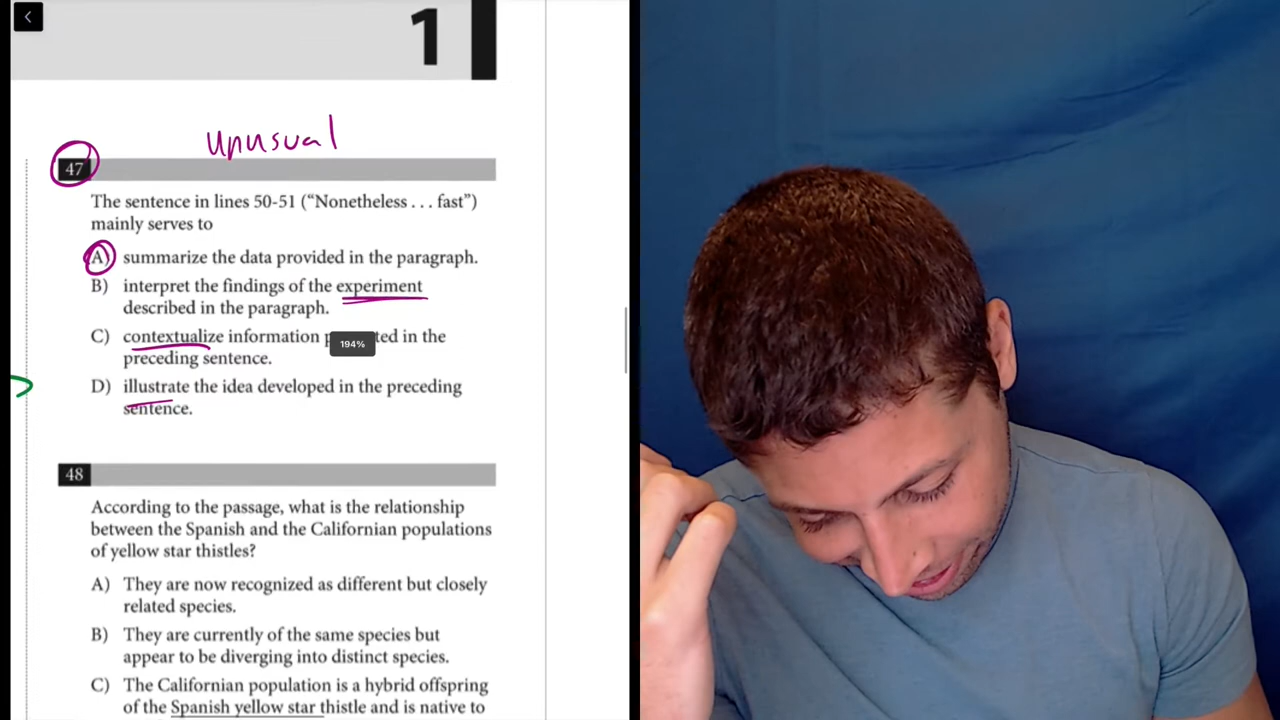 1
unusual
47
The sentence in lines 50-51 (“Nonetheless . . . fast”)
mainly serves to
A) summarize the data provided in the paragraph.
B) interpret the findings of the experiment
described in the paragraph.
C) contextualize information ted in the
194%
preceding sentence.
D) illustrate the idea developed in the preceding
sentence.
48
According to the passage, what is the relationship
between the Spanish and the Californian populations
of yellow star thistles?
A) They are now recognized as different but closely
related species.
B) They are currently of the same species but
appear to be diverging into distinct species.
C) The Californian population is a hybrid offspring
of the Spanish yellow star thistle and is native to